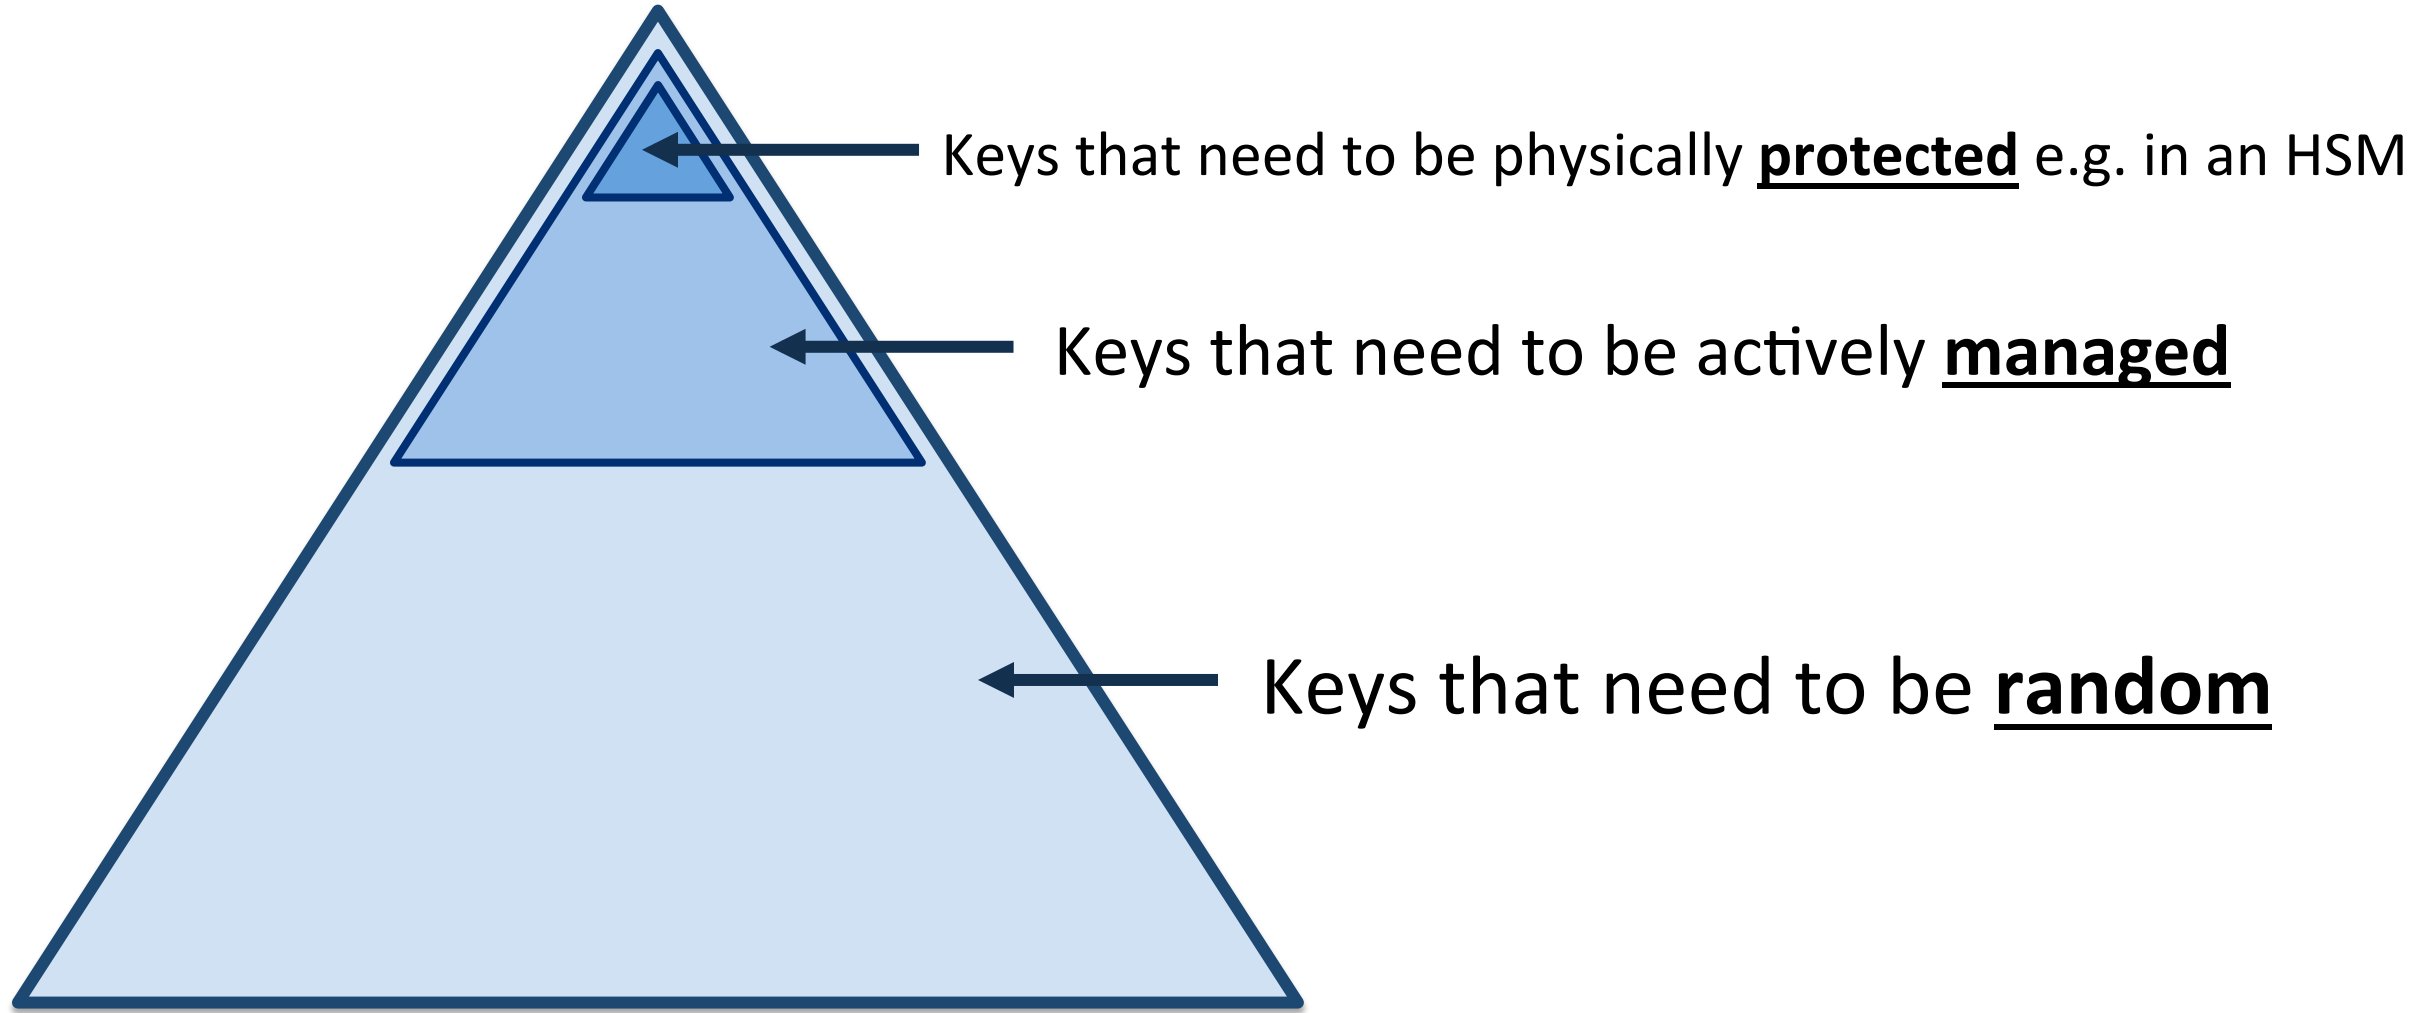 Keys that need to be physically protected e.g. in an HSM
Keys that need to be actively managed
Keys that need to be random